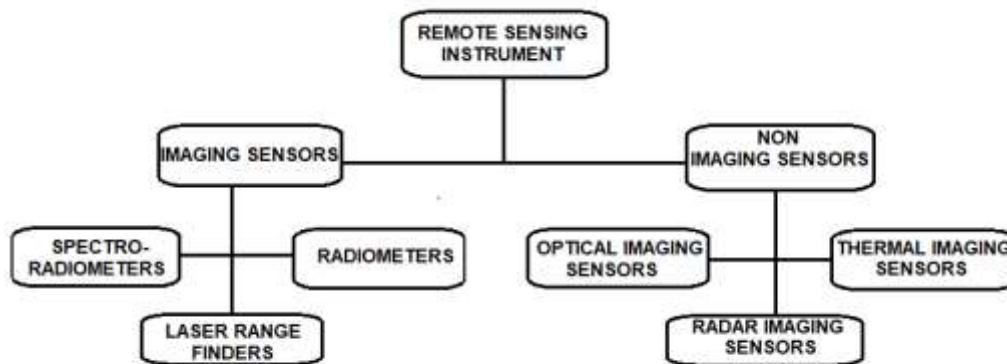 REMOTE SENSING
INSTRUMENT
IMAGING SENSORS
NON
IMAGING SENSORS
SPECTRO-
RADIOMETERS
RADIOMETERS
LASER RANGE
FINDERS
OPTICAL IMAGING
SENSORS
THERMAL IMAGING
SENSORS
RADAR IMAGING
SENSORS